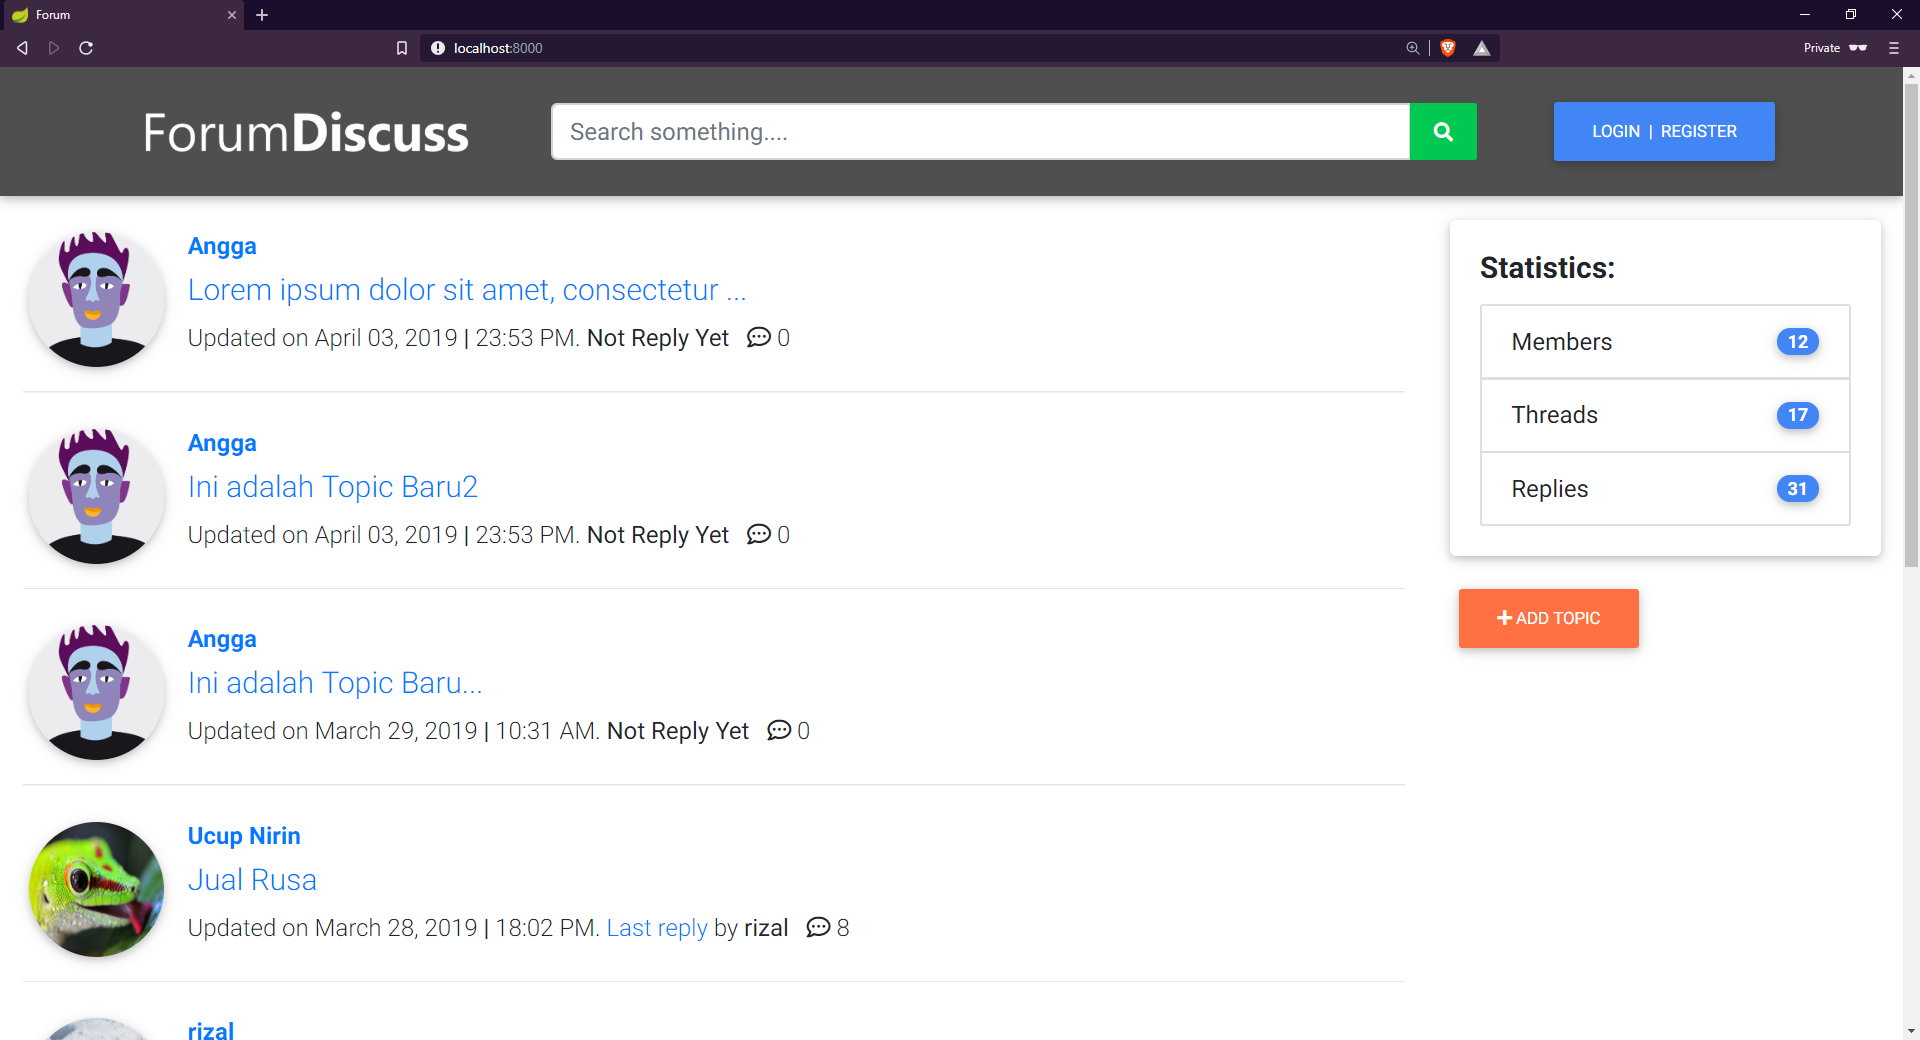 Forum
localhost:8000
Private
ForumDiscuss
Search something....
LOGIN | REGISTER
Angga
Lorem ipsum dolor sit amet, consectetur ...
Updated on April 03, 2019 | 23:53 PM. Not Reply Yet 0
Angga
Ini adalah Topic Baru2
Updated on April 03, 2019 | 23:53 PM. Not Reply Yet 0
Angga
Ini adalah Topic Baru...
Updated on March 29, 2019 | 10:31 AM. Not Reply Yet 0
Ucup Nirin
Jual Rusa
Updated on March 28, 2019 | 18:02 PM. Last reply by rizal 8
rizal
Statistics:
Members 12
Threads 17
Replies 31
ADD TOPIC